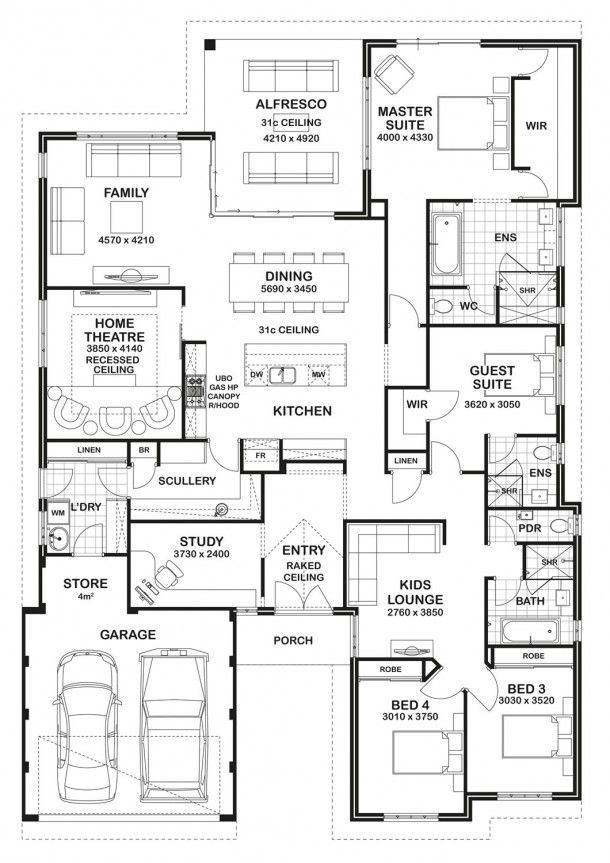 ALFRESCO
31c CEILING
4210 x 4920
MASTER
SUITE
4000 x 4330
WIR
FAMILY
4570 x 4210
ENS
DINING
5690 x 3450
SHR
WC
31c CEILING
HOME
THEATRE
3850 x 4140
RECESSED
CEILING
GUEST
SUITE
3620 x 3050
UBO
GAS HP
CANOPY
R/HOOD
DW
MW
KITCHEN
WIR
LINEN
BR
FR
LINEN
ENS
SHR
SCULLERY
L'DRY
WM
PDR
STUDY
3730 x 2400
ENTRY
RAKED
CEILING
SHR
KIDS
LOUNGE
2760 x 3850
BATH
STORE
4m²
GARAGE
PORCH
ROBE
ROBE
BED 4
3010 x 3750
BED 3
3030 x 3520